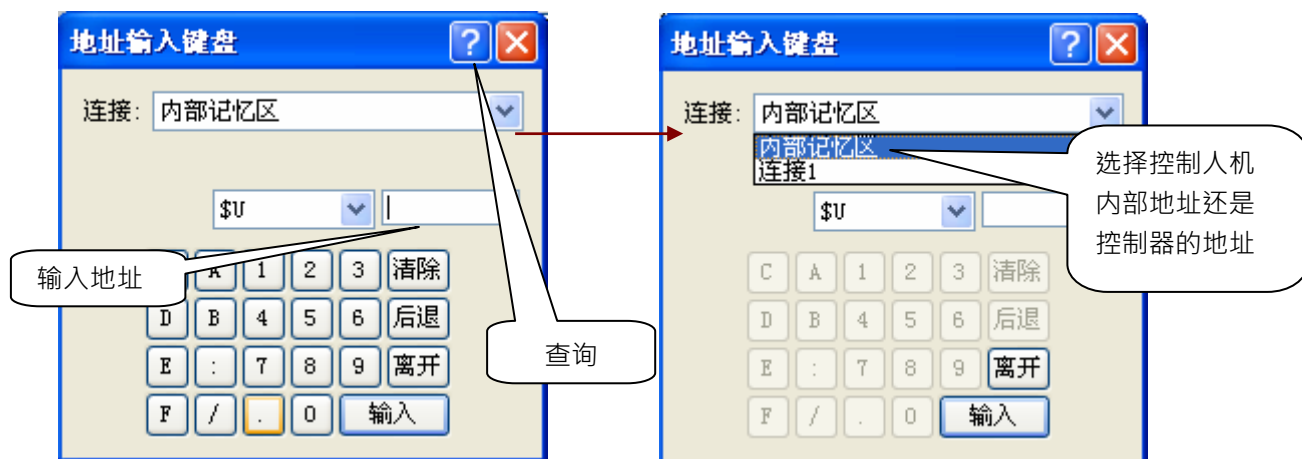 地址输入键盘
?
连接: 内部记忆区
$U
A 1 2 3 清除
D B 4 5 6 后退
E : 7 8 9 离开
F / . 0 输入
输入地址
查询
地址输入键盘
?
连接: 内部记忆区
内部记忆区
连接1
$U
C A 1 2 3 清除
D B 4 5 6 后退
E : 7 8 9 离开
F / . 0 输入
选择控制人机
内部地址还是
控制器的地址